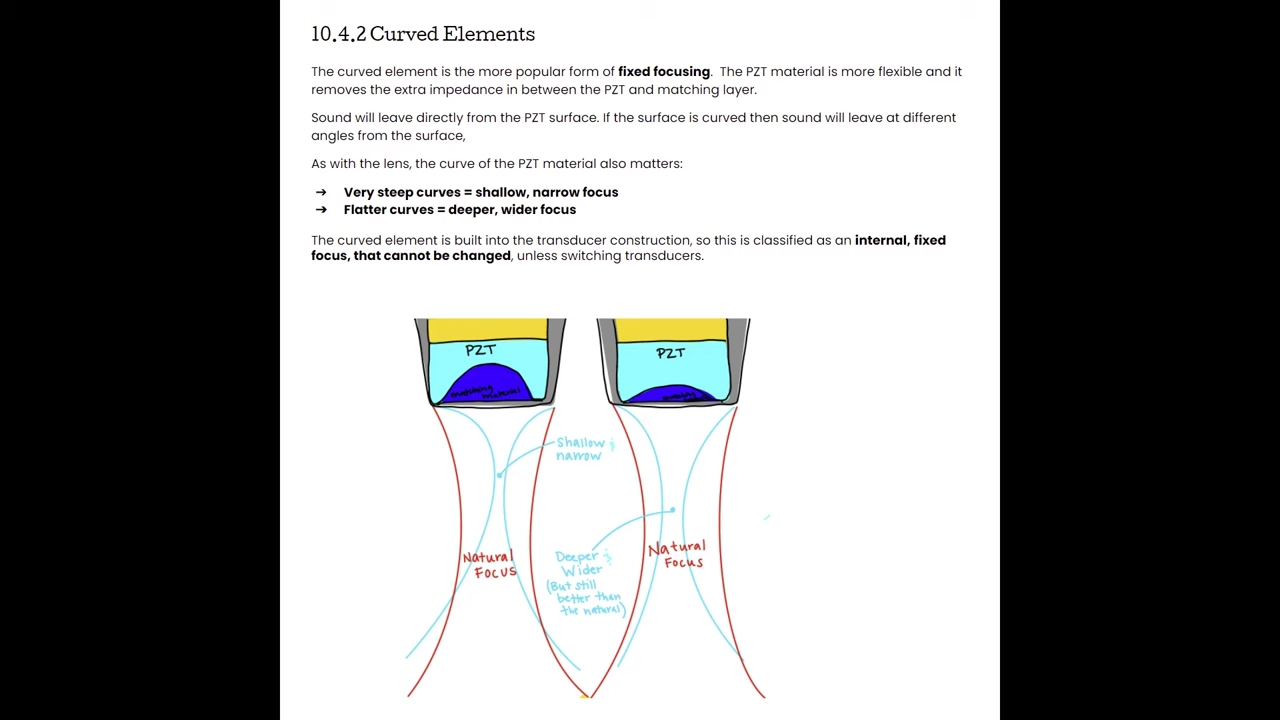 10.4.2 Curved Elements
The curved element is the more popular form of fixed focusing. The PZT material is more flexible and it
removes the extra impedance in between the PZT and matching layer.
Sound will leave directly from the PZT surface. If the surface is curved then sound will leave at different
angles from the surface,
As with the lens, the curve of the PZT material also matters:
➔ Very steep curves = shallow, narrow focus
➔ Flatter curves = deeper, wider focus
The curved element is built into the transducer construction, so this is classified as an internal, fixed
focus, that cannot be changed, unless switching transducers.
PZT
matching
material
PZT
matching
Shallow &
narrow
Natural
Focus
Deeper &
Wider
(But still
better than
the natural)
Natural
Focus